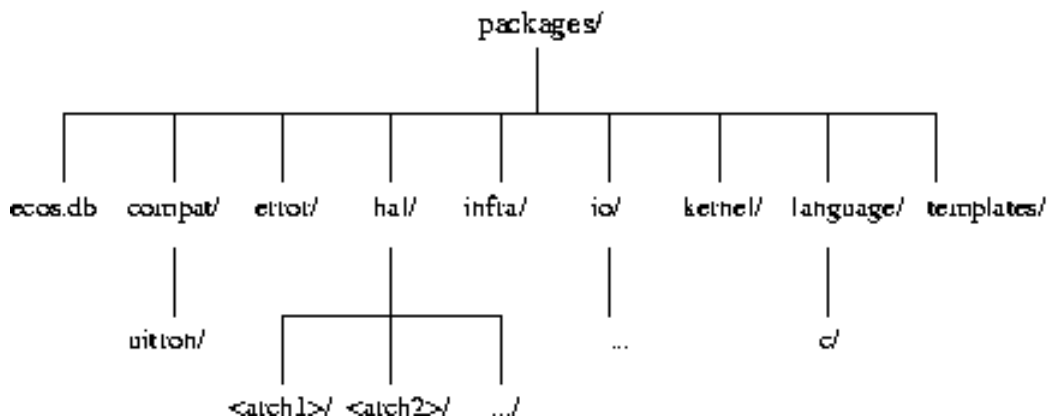 packages/
ecos.db compat/ error/ hal/ infra/ io/ kernel/ language/ templates/
uitron/ ... c/
<arch1>/ <arch2>/ .../